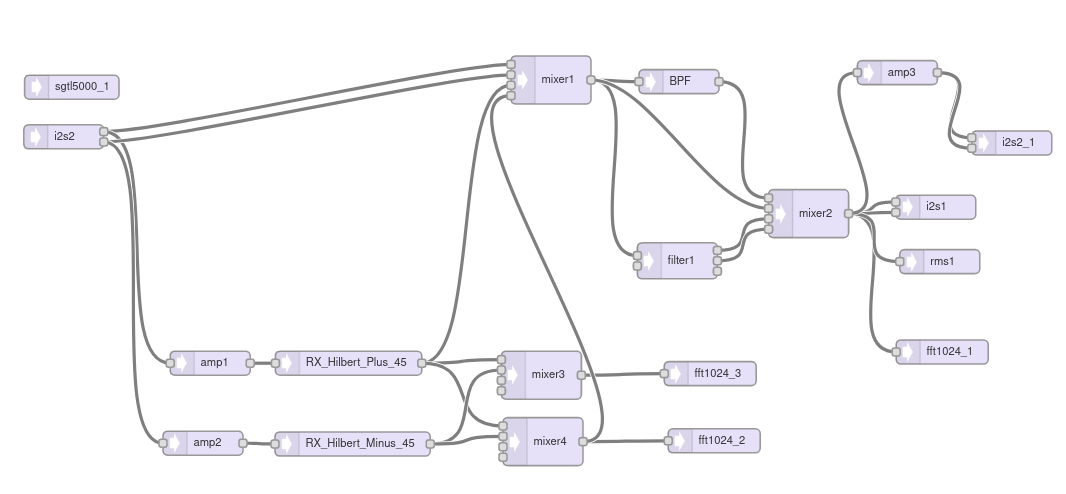 sgtl5000_1
i2s2
mixer1
BPF
amp3
i2s2_1
mixer2
i2s1
filter1
rms1
fft1024_1
amp1
RX_Hilbert_Plus_45
mixer3
fft1024_3
amp2
RX_Hilbert_Minus_45
mixer4
fft1024_2